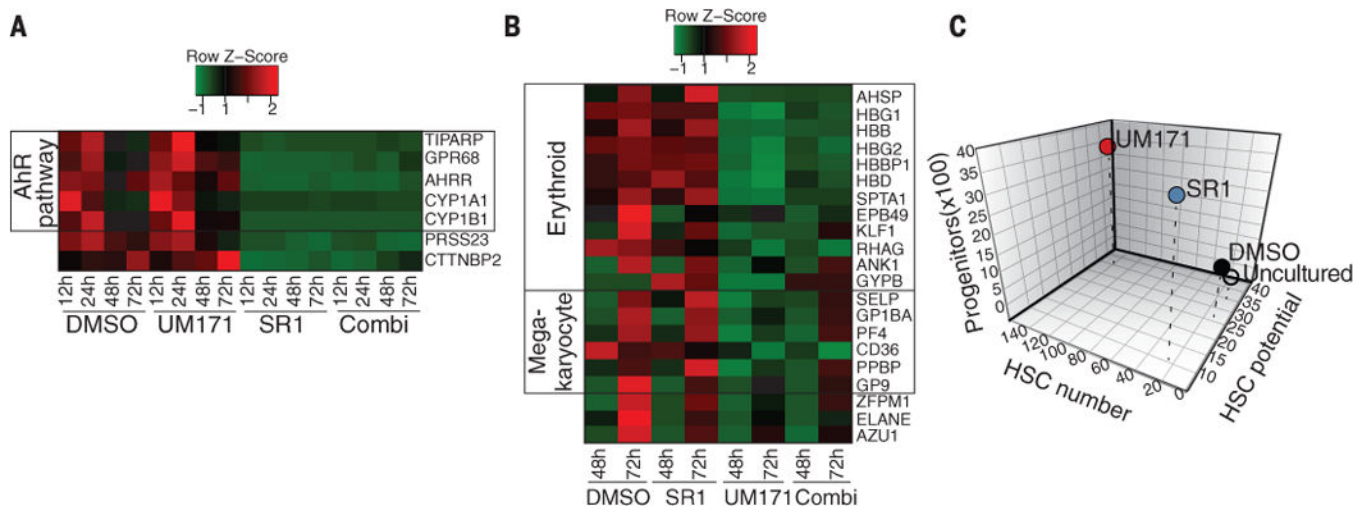 A
Row Z-Score
-1 1 2
AhR pathway
TIPARP
GPR68
AHRR
CYP1A1
CYP1B1
PRSS23
CTTNBP2
12h 24h 48h 72h 12h 24h 48h 72h 12h 24h 48h 72h 12h 24h 48h 72h
DMSO UM171 SR1 Combi
B
Row Z-Score
-1 1 2
Erythroid
AHSP
HBG1
HBB
HBG2
HBBP1
HBD
SPTA1
EPB49
KLF1
RHAG
ANK1
GYPB
Mega-
karyocyte
SELP
GP1BA
PF4
CD36
PPBP
GP9
ZFPM1
ELANE
AZU1
48h 72h 48h 72h 48h 72h 48h 72h
DMSO SR1 UM171 Combi
C
Progenitors(x100)
40
35
30
25
20
15
10
5
0
UM171
SR1
DMSO
Uncultured
140 120 100 80 60 40 20 0
HSC number
10 15 20 25 30 35 40
HSC potential